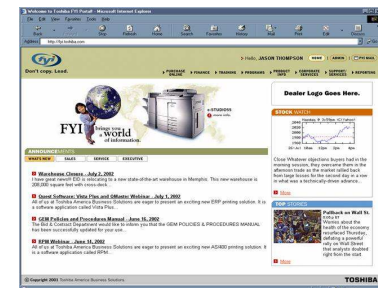 Welcome to Toshiba FYI Portal - Microsoft Internet Explorer
File Edit View Favorites Tools Help
Back Stop Refresh Home Search Favorites History Mail Print Edit Discuss
Address http://fyi.toshiba.com
fyi
Don't copy. Lead.
Hello, JASON THOMPSON HOME ADMIN FYI MAIL
PURCHASE ONLINE FINANCE TRAINING PROGRAMS PRODUCT INFO CORPORATE SERVICES SUPPORT SERVICES REPORTING
FYI brings you a world of information.
e-STUDIO55
Dealer Logo Goes Here.
ANNOUNCEMENTS
WHAT'S NEW SALES SERVICE EXECUTIVE
Warehouse Closure - July 2, 2002
I have great news!! EID is relocating to a new state-of-the-art warehouse in Memphis. This new warehouse is
208,000 square feet with cross-dock...
Quest Software: Vista Plus and QMaster Webinar - July 1, 2002
All of us at Toshiba America Business Solutions are eager to present an exciting new ERP printing solution. It is
a software application called Vista Plus...
GEM Policies and Procedures Manual - June 16, 2002
The Bid & Contract Department would like to inform you that the GEM POLICIES & PROCEDURES MANUAL
has been successfully updated for your use...
RPM Webinar - June 14, 2002
All of us at Toshiba America Business Solutions are eager to present an exciting new AS/400 printing solution. It
is a software application called RPM...
STOCK WATCH
More
Close Whatever objections buyers had in the
morning session, they overcame them in the
afternoon trade as the market rallied back
from large losses for the second day in a row
in what was a technically-driven advance...
More
TOP STORIES
Pullback on Wall St.
Worries about the
health of the economy
resurfaced Thursday,
deflating a powerful
rally on Wall Street
that analysts doubted
right from the start.
More
© Copyright 2001 Toshiba America Business Solutions
TOSHIBA